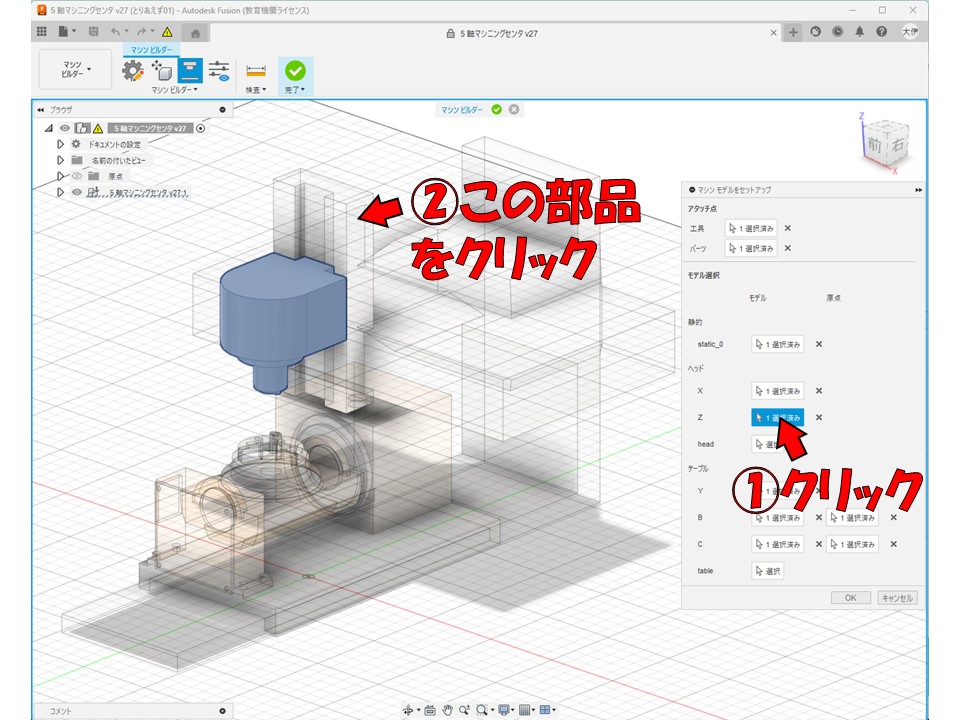 5 軸マシニングセンタ v27 (とりあえず01) - Autodesk Fusion (教育機関ライセンス)
5 軸マシニングセンタ v27
大伊
マシン ビルダー
マシン
ビルダー
マシン ビルダー
検査
完了
ブラウザ
5 軸マシニングセンタ v27
ドキュメントの設定
名前の付いたビュー
原点
5 軸マシニングセンタ v27:1
マシン ビルダー
Z
前
右
X
②この部品
をクリック
マシン モデルをセットアップ
アタッチ点
工具
1 選択済み
パーツ
1 選択済み
モデル選択
モデル
原点
静的
static_0
1 選択済み
ヘッド
X
1 選択済み
Z
1 選択済み
head
①クリック
テーブル
Y
B
1 選択済み
1 選択済み
C
1 選択済み
1 選択済み
table
選択
OK
キャンセル
コメント